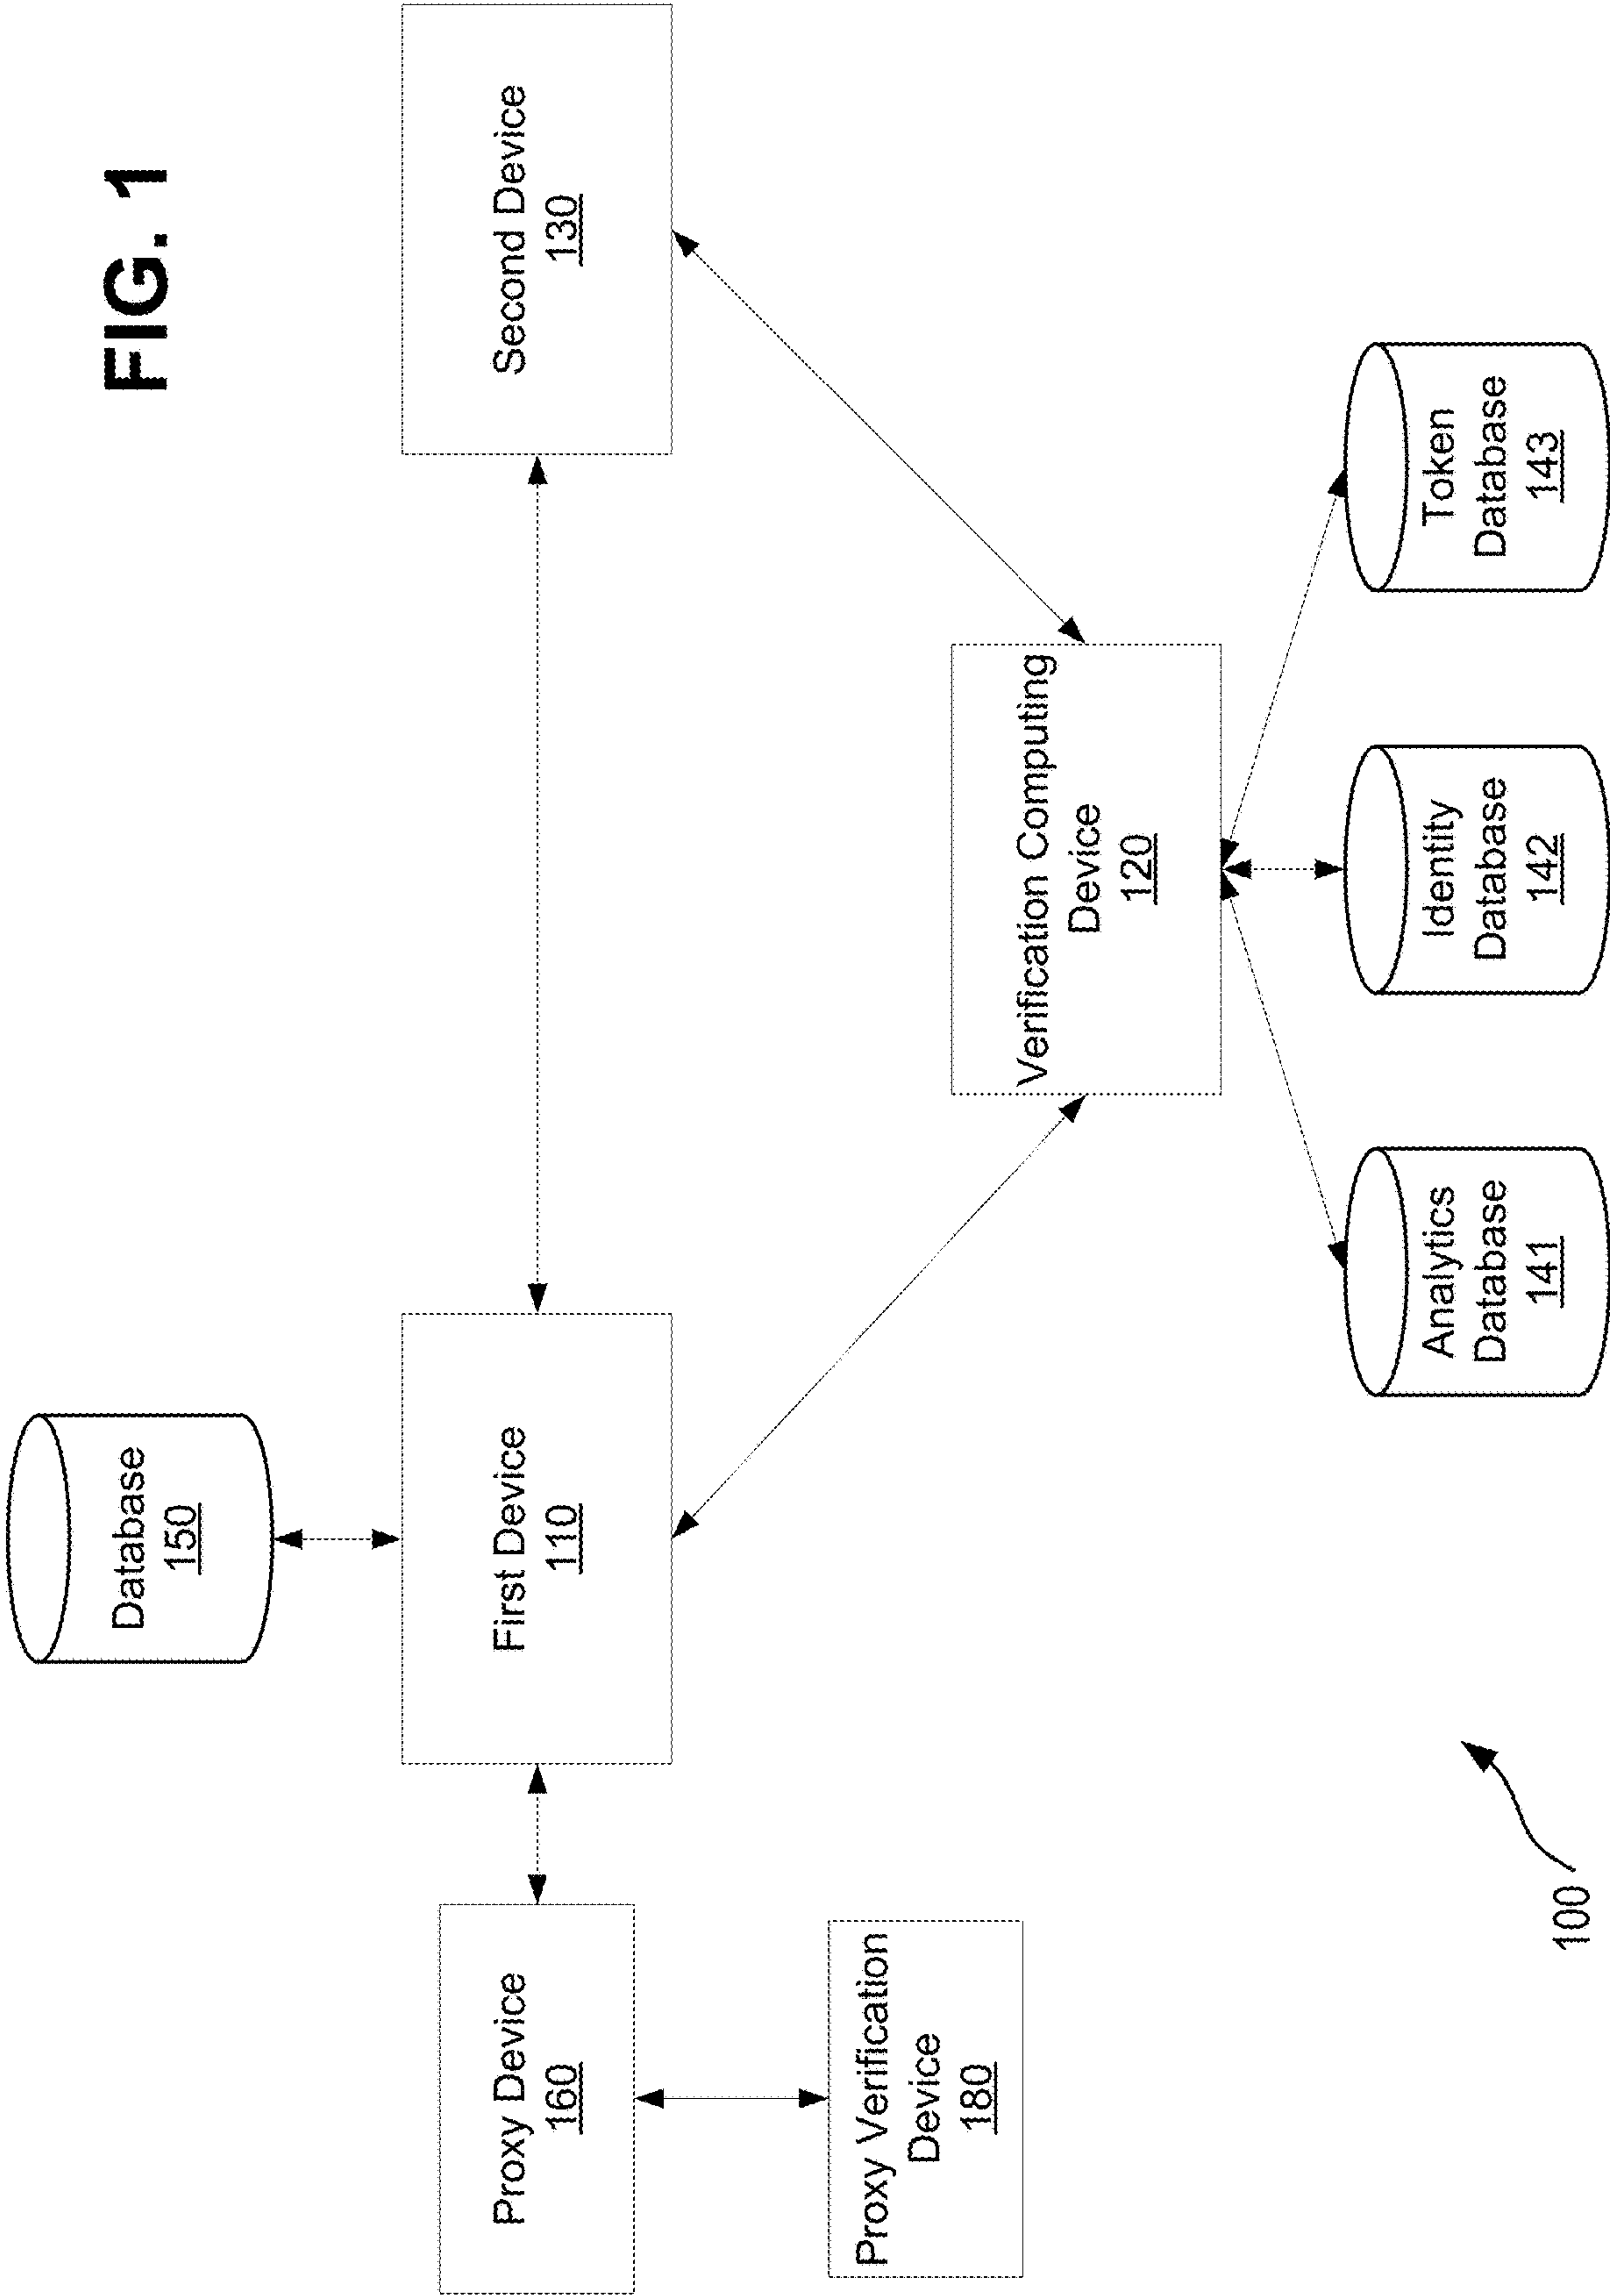 FIG. 1
Database
150
Proxy Device
160
First Device
110
Second Device
130
Proxy Verification
Device
180
Verification Computing
Device
120
Analytics
Database
141
Identity
Database
142
Token
Database
143
100